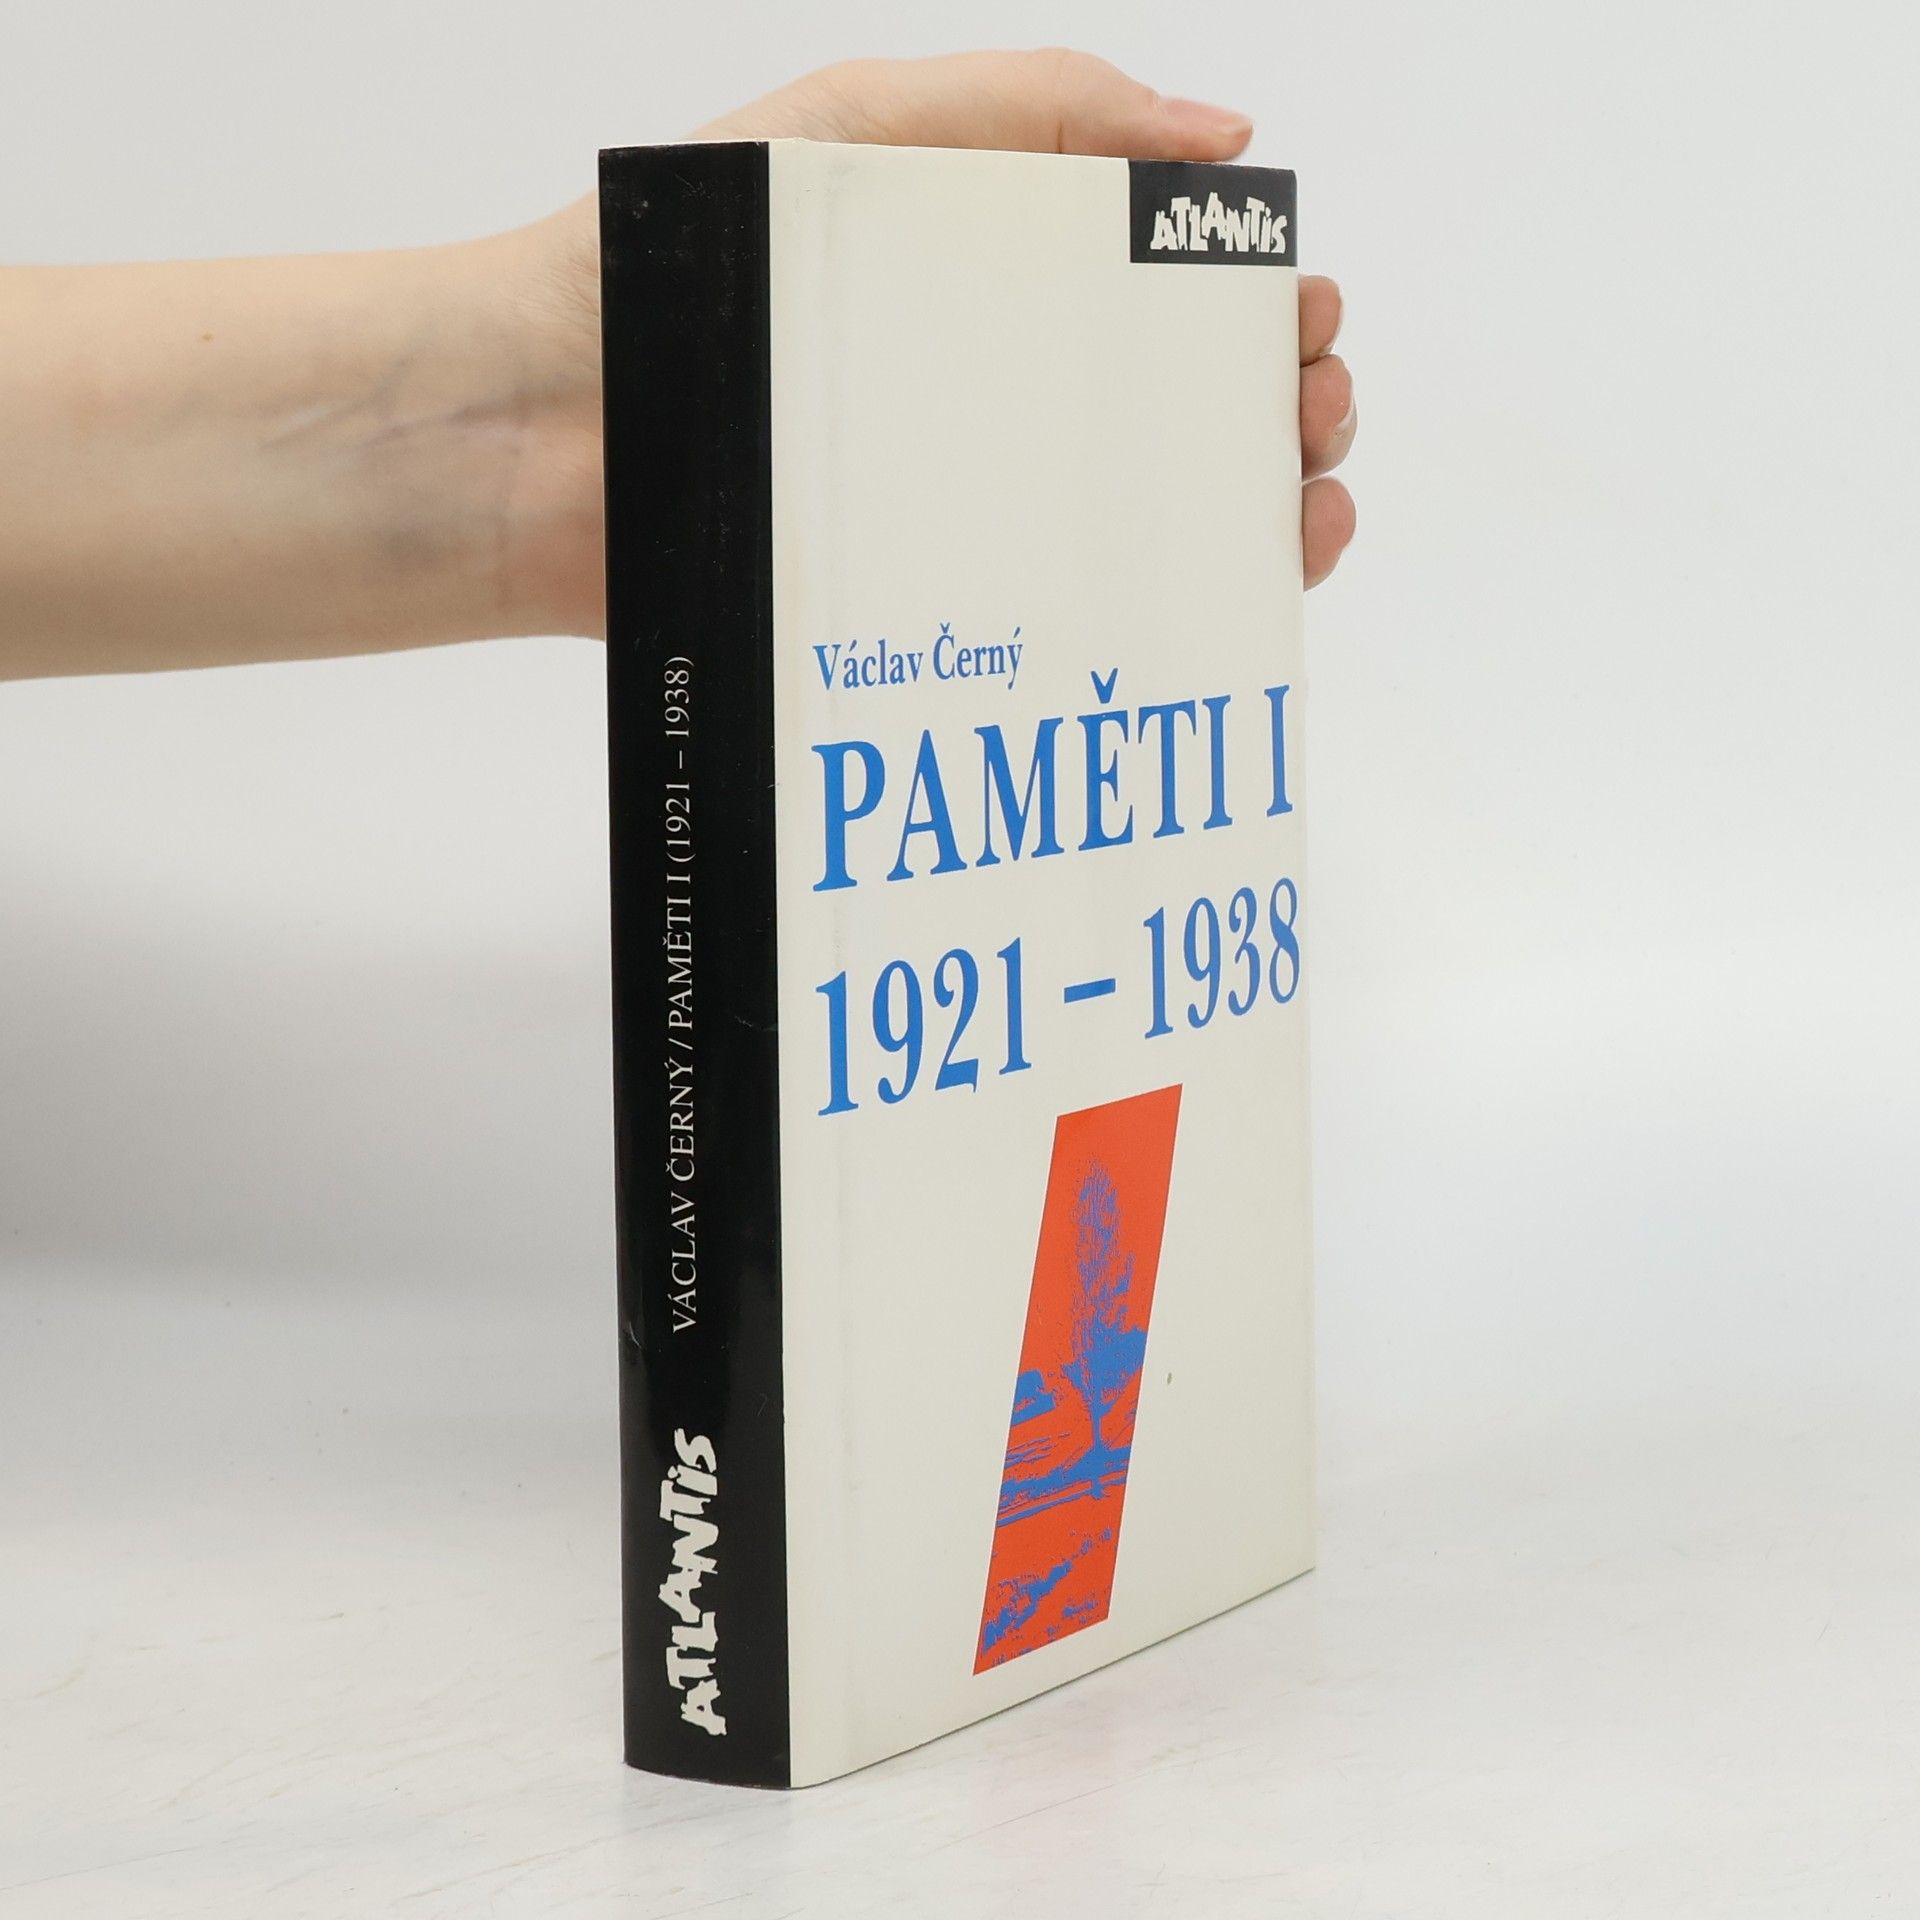 ATLANTIS
Václav Černý
PAMĚTI I
1921 – 1938
VÁCLAV ČERNÝ / PAMĚTI I (1921 – 1938)
ATLANTIS